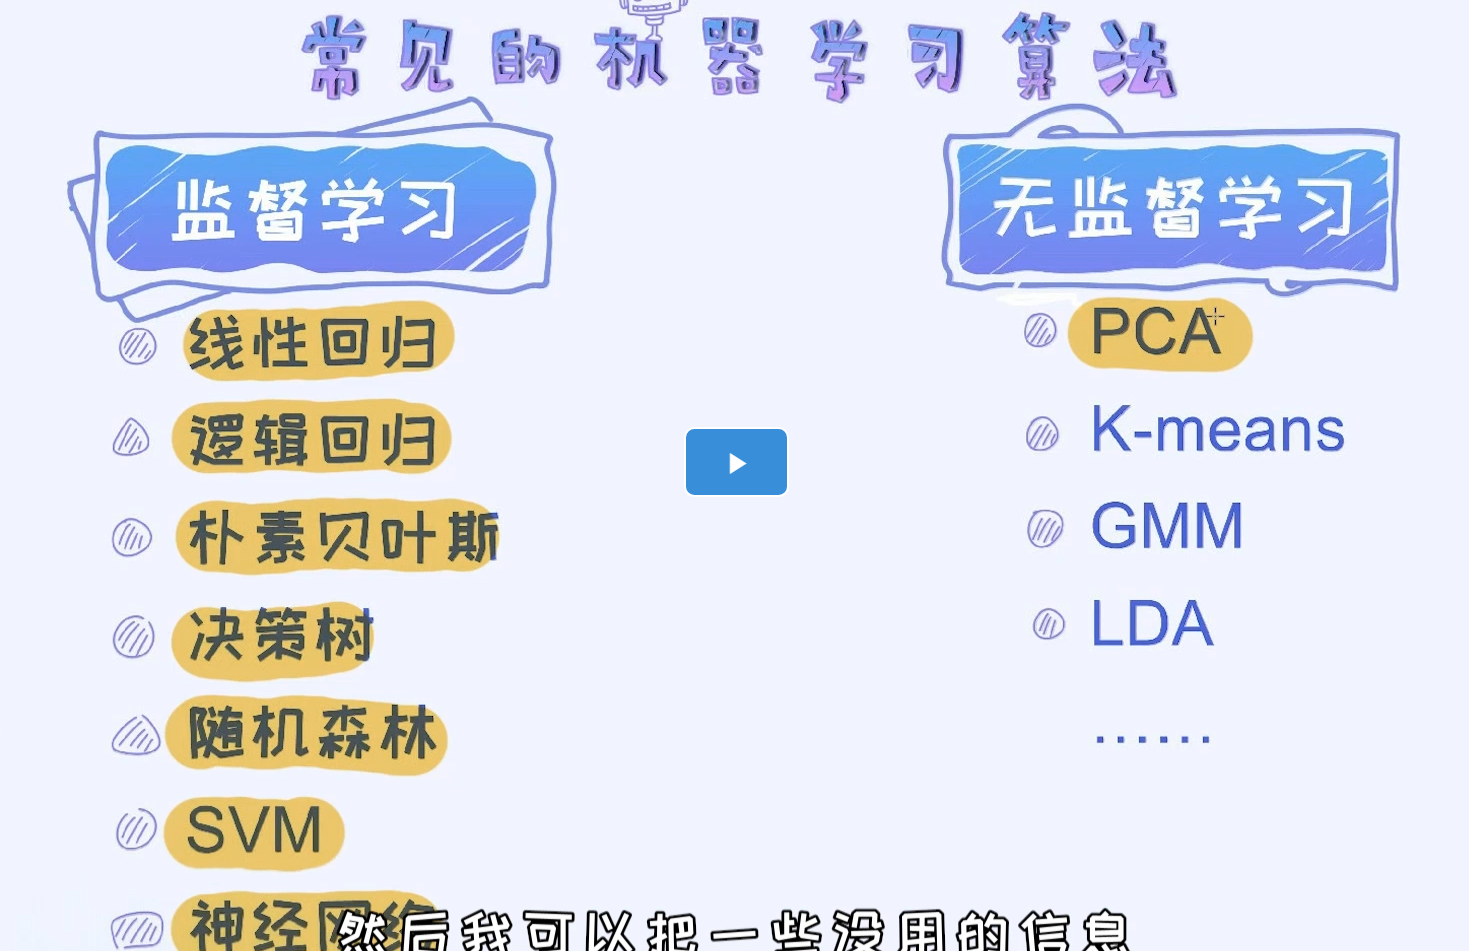 常见的机器学习算法
监督学习
线性回归
逻辑回归
朴素贝叶斯
决策树
随机森林
SVM
神经网络
无监督学习
PCA
K-means
GMM
LDA
……
然后我可以把一些没用的信息